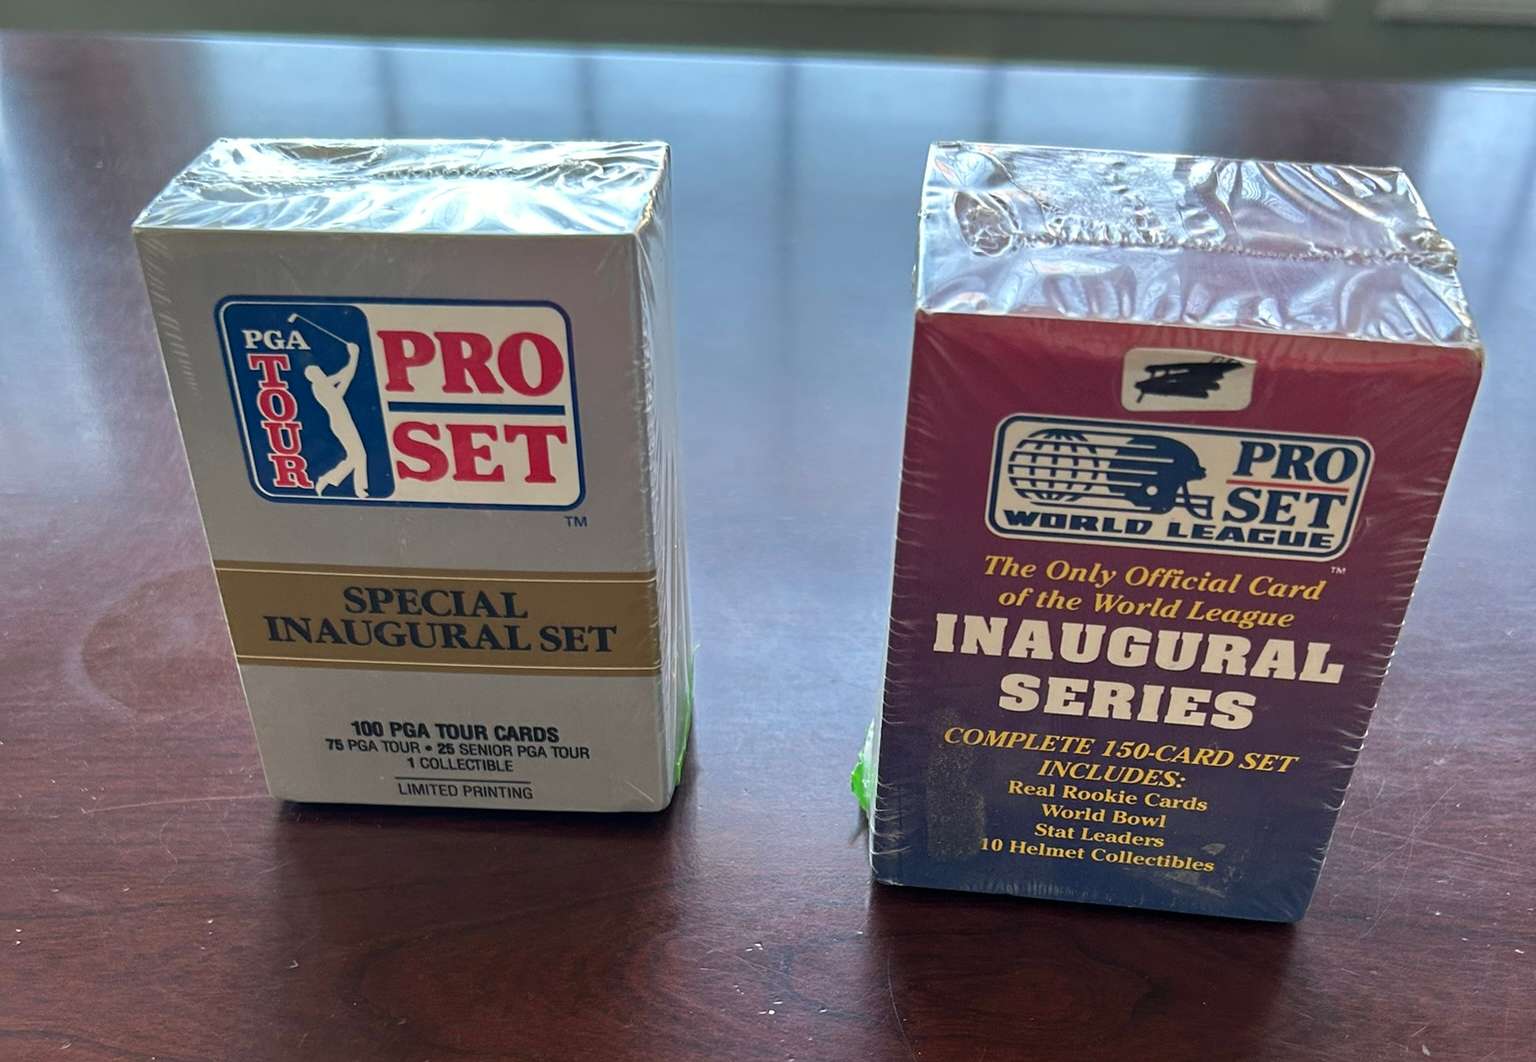 PGA
TOUR
PRO
SET
TM
SPECIAL
INAUGURAL SET
100 PGA TOUR CARDS
75 PGA TOUR • 25 SENIOR PGA TOUR
1 COLLECTIBLE
LIMITED PRINTING
PRO
SET
WORLD LEAGUE
TM
The Only Official Card
of the World League
INAUGURAL
SERIES
COMPLETE 150-CARD SET
INCLUDES:
Real Rookie Cards
World Bowl
Stat Leaders
10 Helmet Collectibles